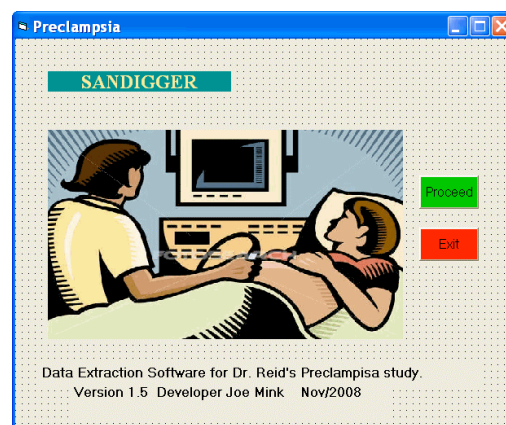 Preclampsia
SANDIGGER
Proceed
Exit
Data Extraction Software for Dr. Reid's Preclampisa study.
Version 1.5 Developer Joe Mink Nov/2008